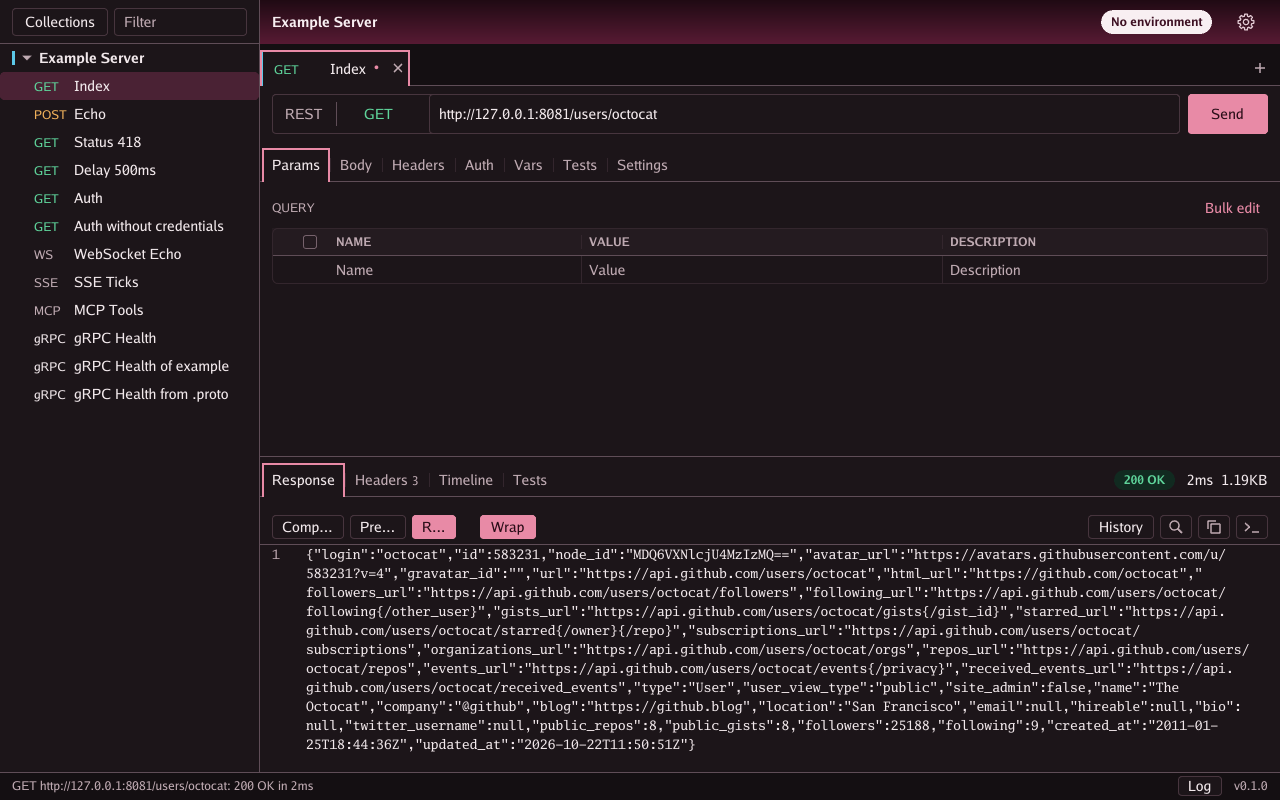 Collections
Filter
Example Server
No environment
Example Server
GET Index
POST Echo
GET Status 418
GET Delay 500ms
GET Auth
GET Auth without credentials
WS WebSocket Echo
SSE SSE Ticks
MCP MCP Tools
gRPC gRPC Health
gRPC gRPC Health of example
gRPC gRPC Health from .proto
GET Index • ✕
+
REST GET http://127.0.0.1:8081/users/octocat Send
Params Body Headers Auth Vars Tests Settings
QUERY Bulk edit
NAME VALUE DESCRIPTION
Name Value Description
Response Headers 3 Timeline Tests 200 OK 2ms 1.19KB
Comp... Pre... R... Wrap History >_
1 {"login":"octocat","id":583231,"node_id":"MDQ6VXNlcjU4MzIzMQ==","avatar_url":"https://avatars.githubusercontent.com/u/
583231?v=4","gravatar_id":"","url":"https://api.github.com/users/octocat","html_url":"https://github.com/octocat","
followers_url":"https://api.github.com/users/octocat/followers","following_url":"https://api.github.com/users/octocat/
following{/other_user}","gists_url":"https://api.github.com/users/octocat/gists{/gist_id}","starred_url":"https://api.
github.com/users/octocat/starred{/owner}{/repo}","subscriptions_url":"https://api.github.com/users/octocat/
subscriptions","organizations_url":"https://api.github.com/users/octocat/orgs","repos_url":"https://api.github.com/users/
octocat/repos","events_url":"https://api.github.com/users/octocat/events{/privacy}","received_events_url":"https://api.
github.com/users/octocat/received_events","type":"User","user_view_type":"public","site_admin":false,"name":"The
Octocat","company":"@github","blog":"https://github.blog","location":"San Francisco","email":null,"hireable":null,"bio":
null,"twitter_username":null,"public_repos":8,"public_gists":8,"followers":25188,"following":9,"created_at":"2011-01-
25T18:44:36Z","updated_at":"2026-10-22T11:50:51Z"}
GET http://127.0.0.1:8081/users/octocat: 200 OK in 2ms
Log v0.1.0